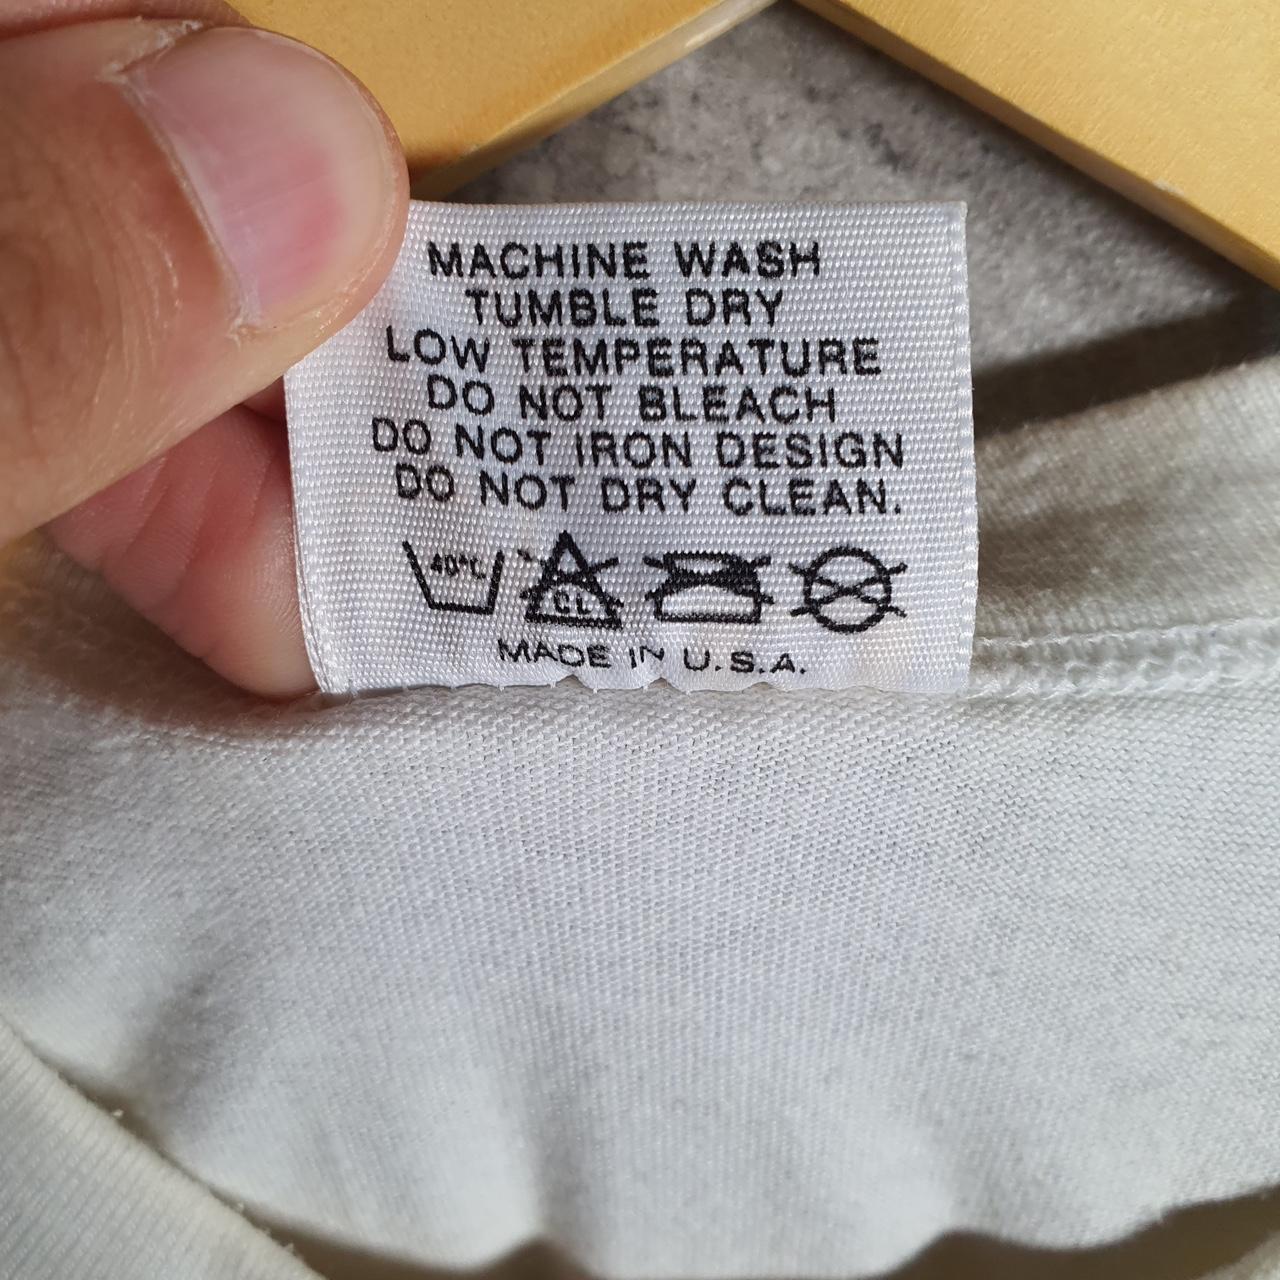 MACHINE WASH
TUMBLE DRY
LOW TEMPERATURE
DO NOT BLEACH
DO NOT IRON DESIGN
DO NOT DRY CLEAN.
40°C CL
MADE IN U.S.A.